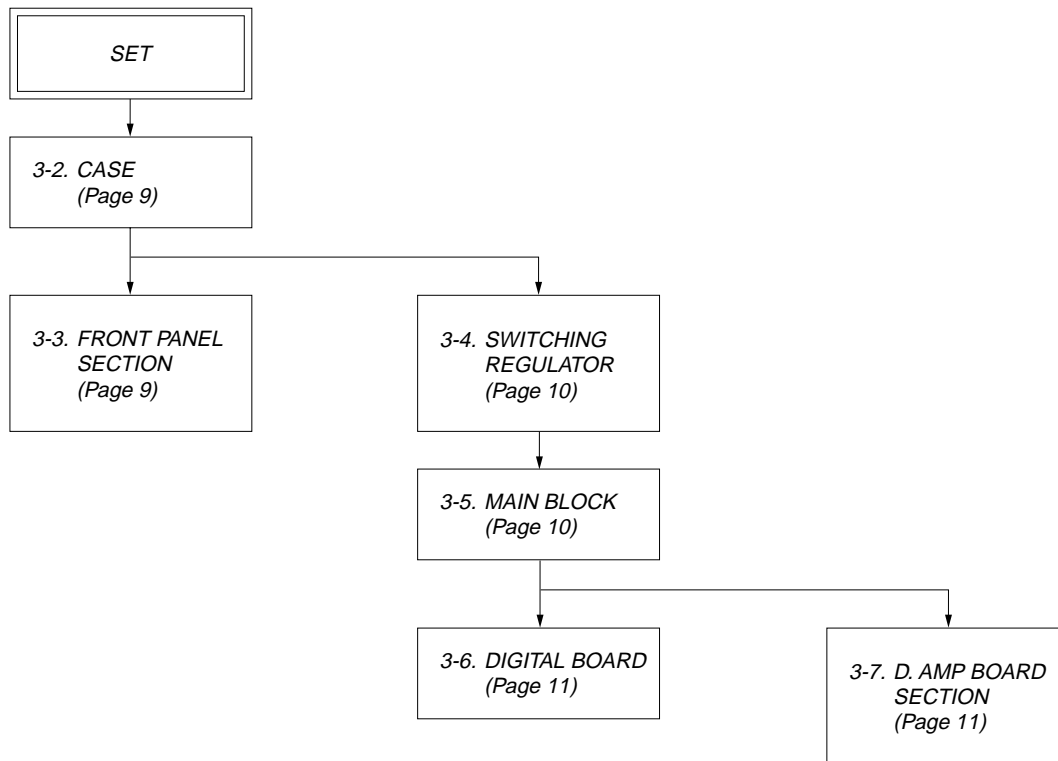 SET
3-2. CASE
(Page 9)
3-3. FRONT PANEL
SECTION
(Page 9)
3-4. SWITCHING
REGULATOR
(Page 10)
3-5. MAIN BLOCK
(Page 10)
3-6. DIGITAL BOARD
(Page 11)
3-7. D. AMP BOARD
SECTION
(Page 11)